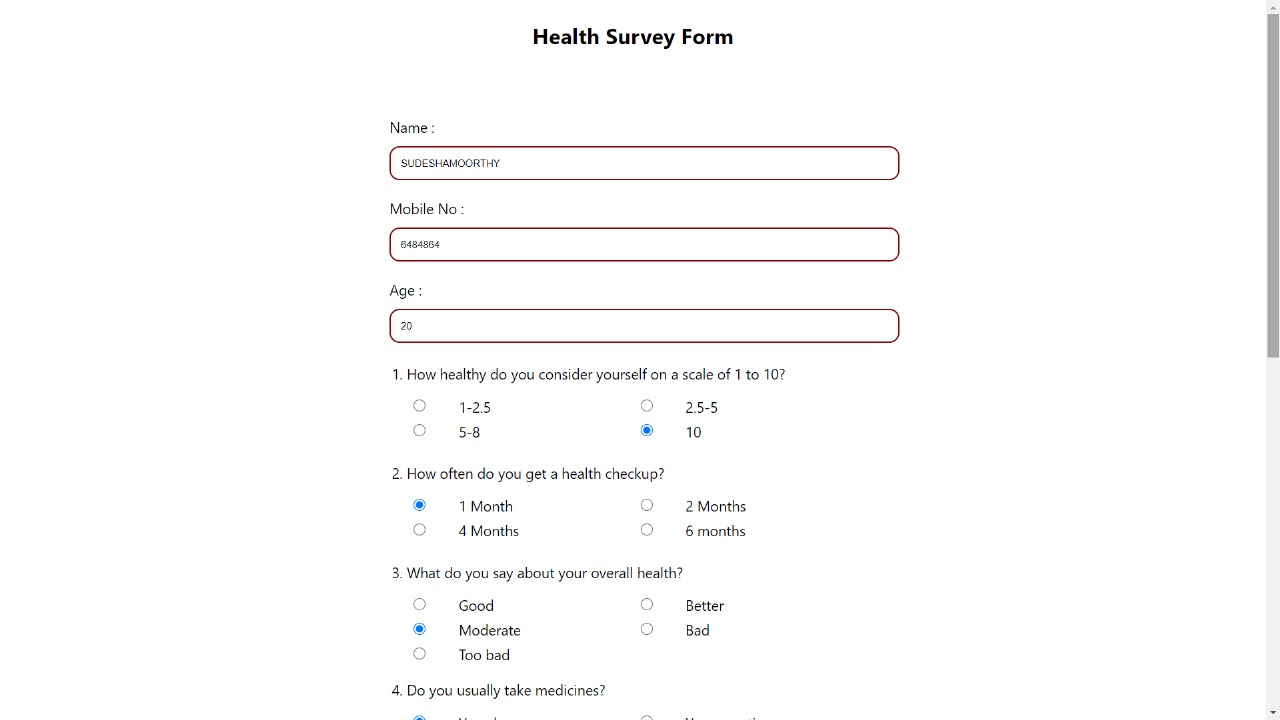 Health Survey Form
Name :
SUDESHAMOORTHY
Mobile No :
6484864
Age :
20
1. How healthy do you consider yourself on a scale of 1 to 10?
1-2.5 2.5-5
5-8 10
2. How often do you get a health checkup?
1 Month 2 Months
4 Months 6 months
3. What do you say about your overall health?
Good Better
Moderate Bad
Too bad
4. Do you usually take medicines?